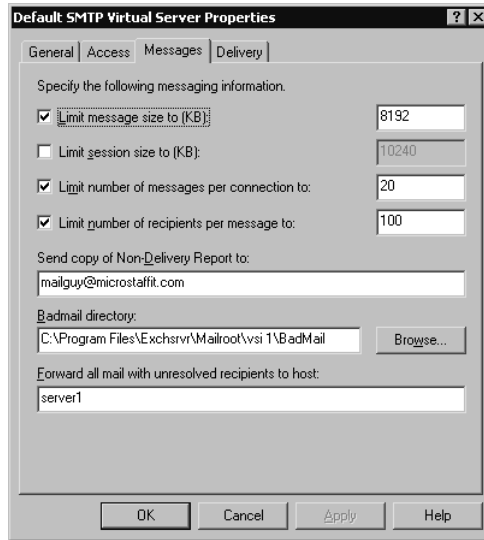 Default SMTP Virtual Server Properties ? X
General Access Messages Delivery
Specify the following messaging information.
Limit message size to (KB): 8192
Limit session size to (KB): 10240
Limit number of messages per connection to: 20
Limit number of recipients per message to: 100
Send copy of Non-Delivery Report to:
mailguy@microstaffit.com
Badmail directory:
C:\Program Files\Exchsrvr\Mailroot\vsi 1\BadMail Browse...
Forward all mail with unresolved recipients to host:
server1
OK Cancel Apply Help